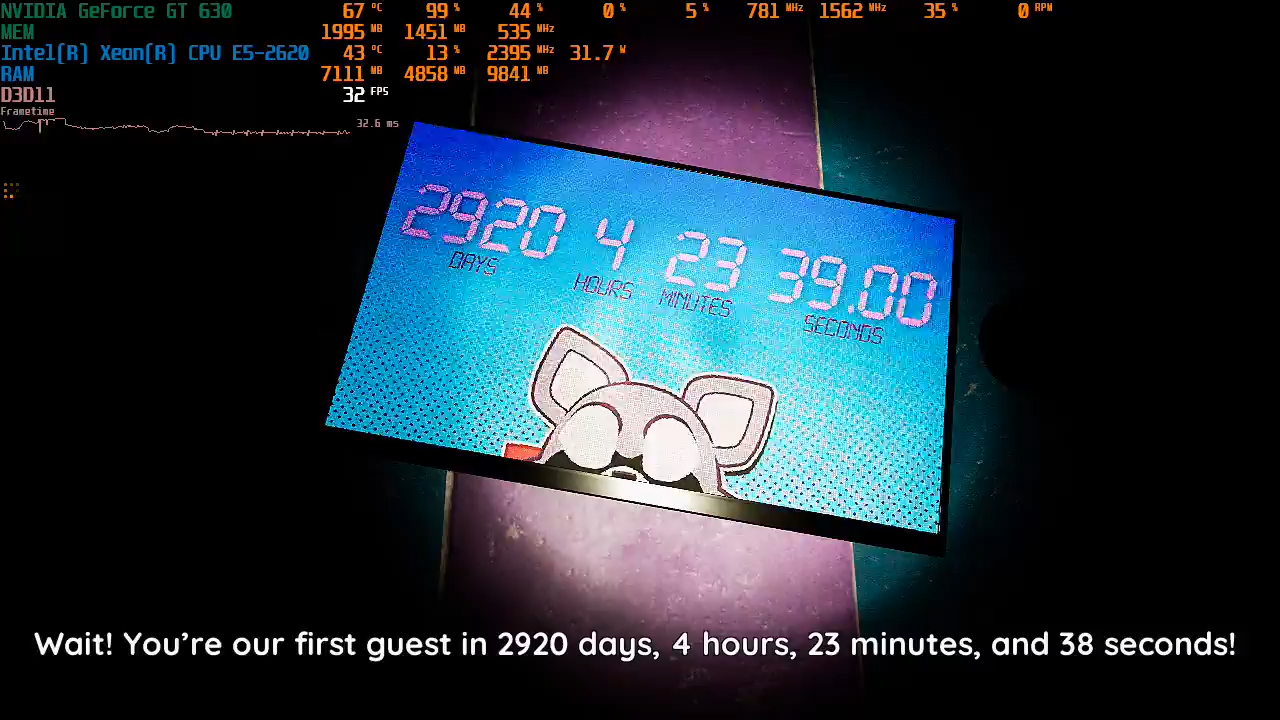 NVIDIA GeForce GT 630 67 °C 99 % 44 % 0 % 5 % 781 MHz 1562 MHz 35 % 0 RPM
MEM 1995 MB 1451 MB 535 MHz
Intel(R) Xeon(R) CPU E5-2620 43 °C 13 % 2395 MHz 31.7 W
RAM 7111 MB 4858 MB 9841 MB
D3D11 32 FPS
Frametime
32.6 ms
2920 4 23 39.00
DAYS HOURS MINUTES SECONDS
Wait! You're our first guest in 2920 days, 4 hours, 23 minutes, and 38 seconds!